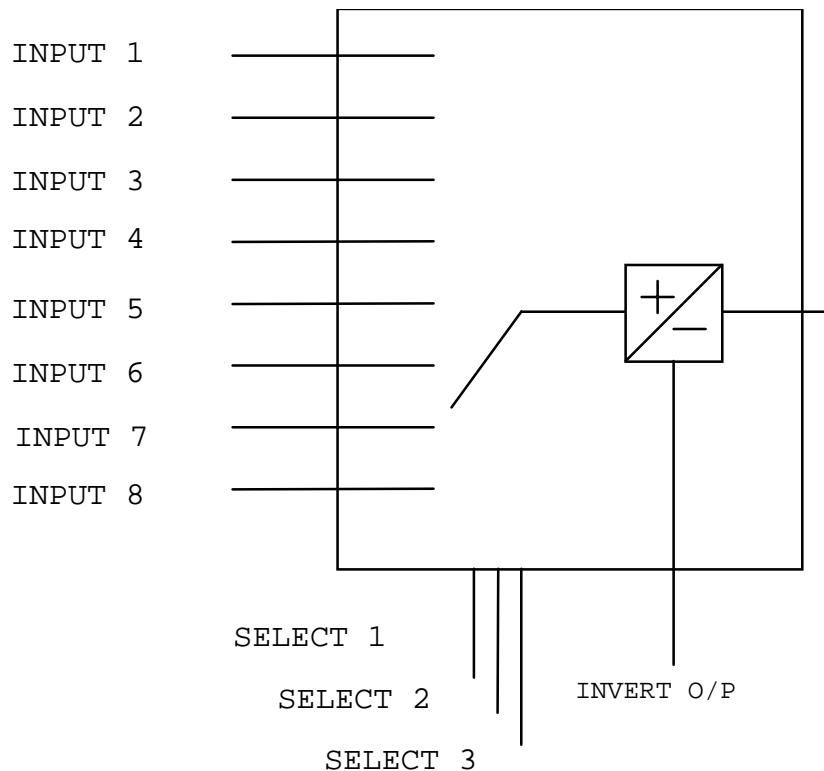 INPUT 1
INPUT 2
INPUT 3
INPUT 4
INPUT 5
INPUT 6
INPUT 7
INPUT 8
+
−
SELECT 1
SELECT 2
INVERT O/P
SELECT 3